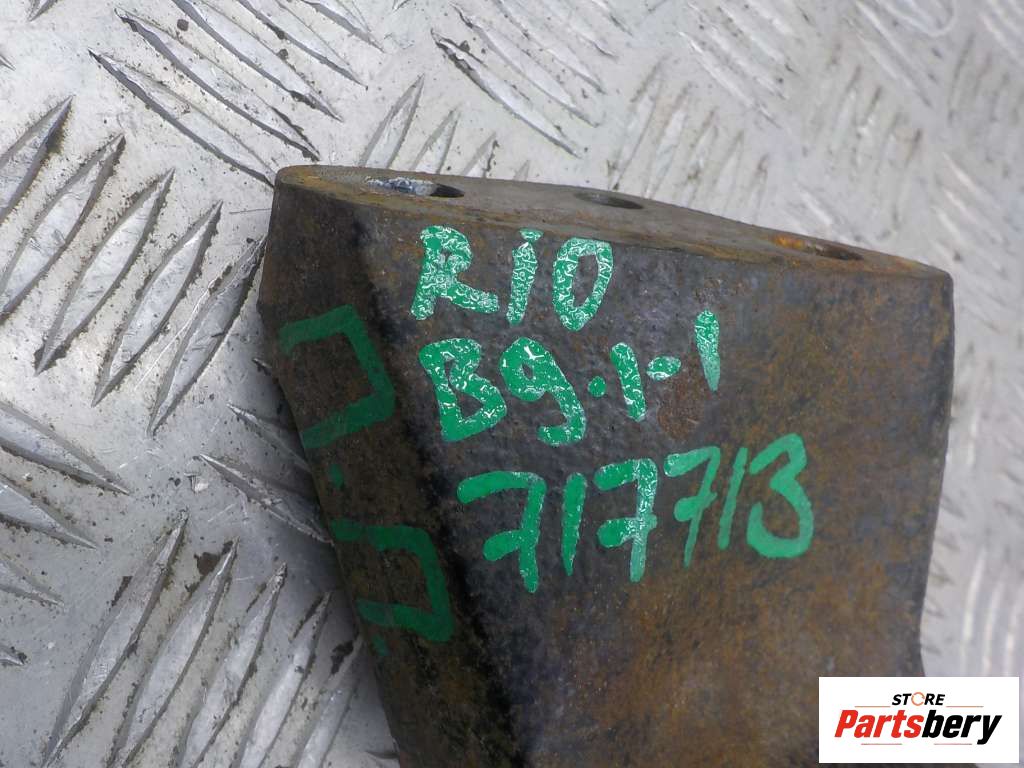 RIO
B9.1-1
717713
STORE
Partsbery